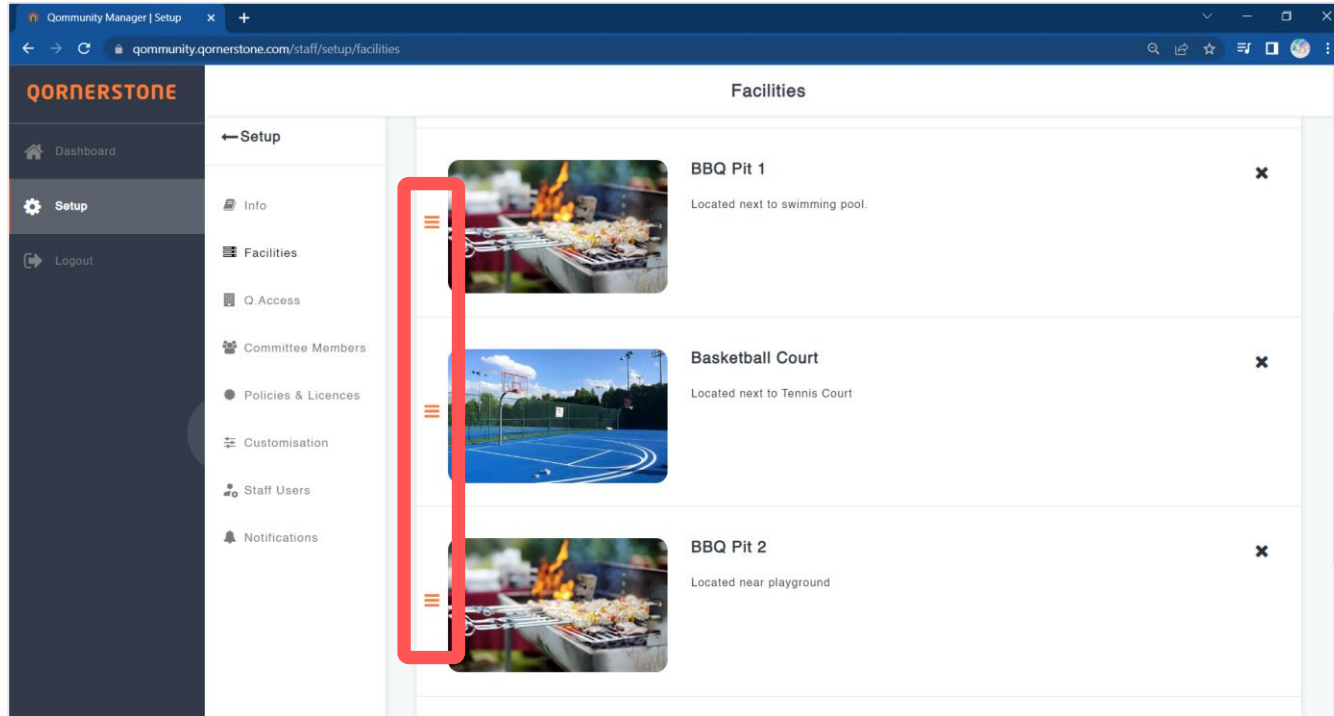 Qommunity Manager | Setup
qommunity.qornerstone.com/staff/setup/facilities
QORNERSTONE
Dashboard
Setup
Logout
Facilities
Setup
Info
Facilities
Q.Access
Committee Members
Policies & Licences
Customisation
Staff Users
Notifications
BBQ Pit 1
Located next to swimming pool.
Basketball Court
Located next to Tennis Court
BBQ Pit 2
Located near playground